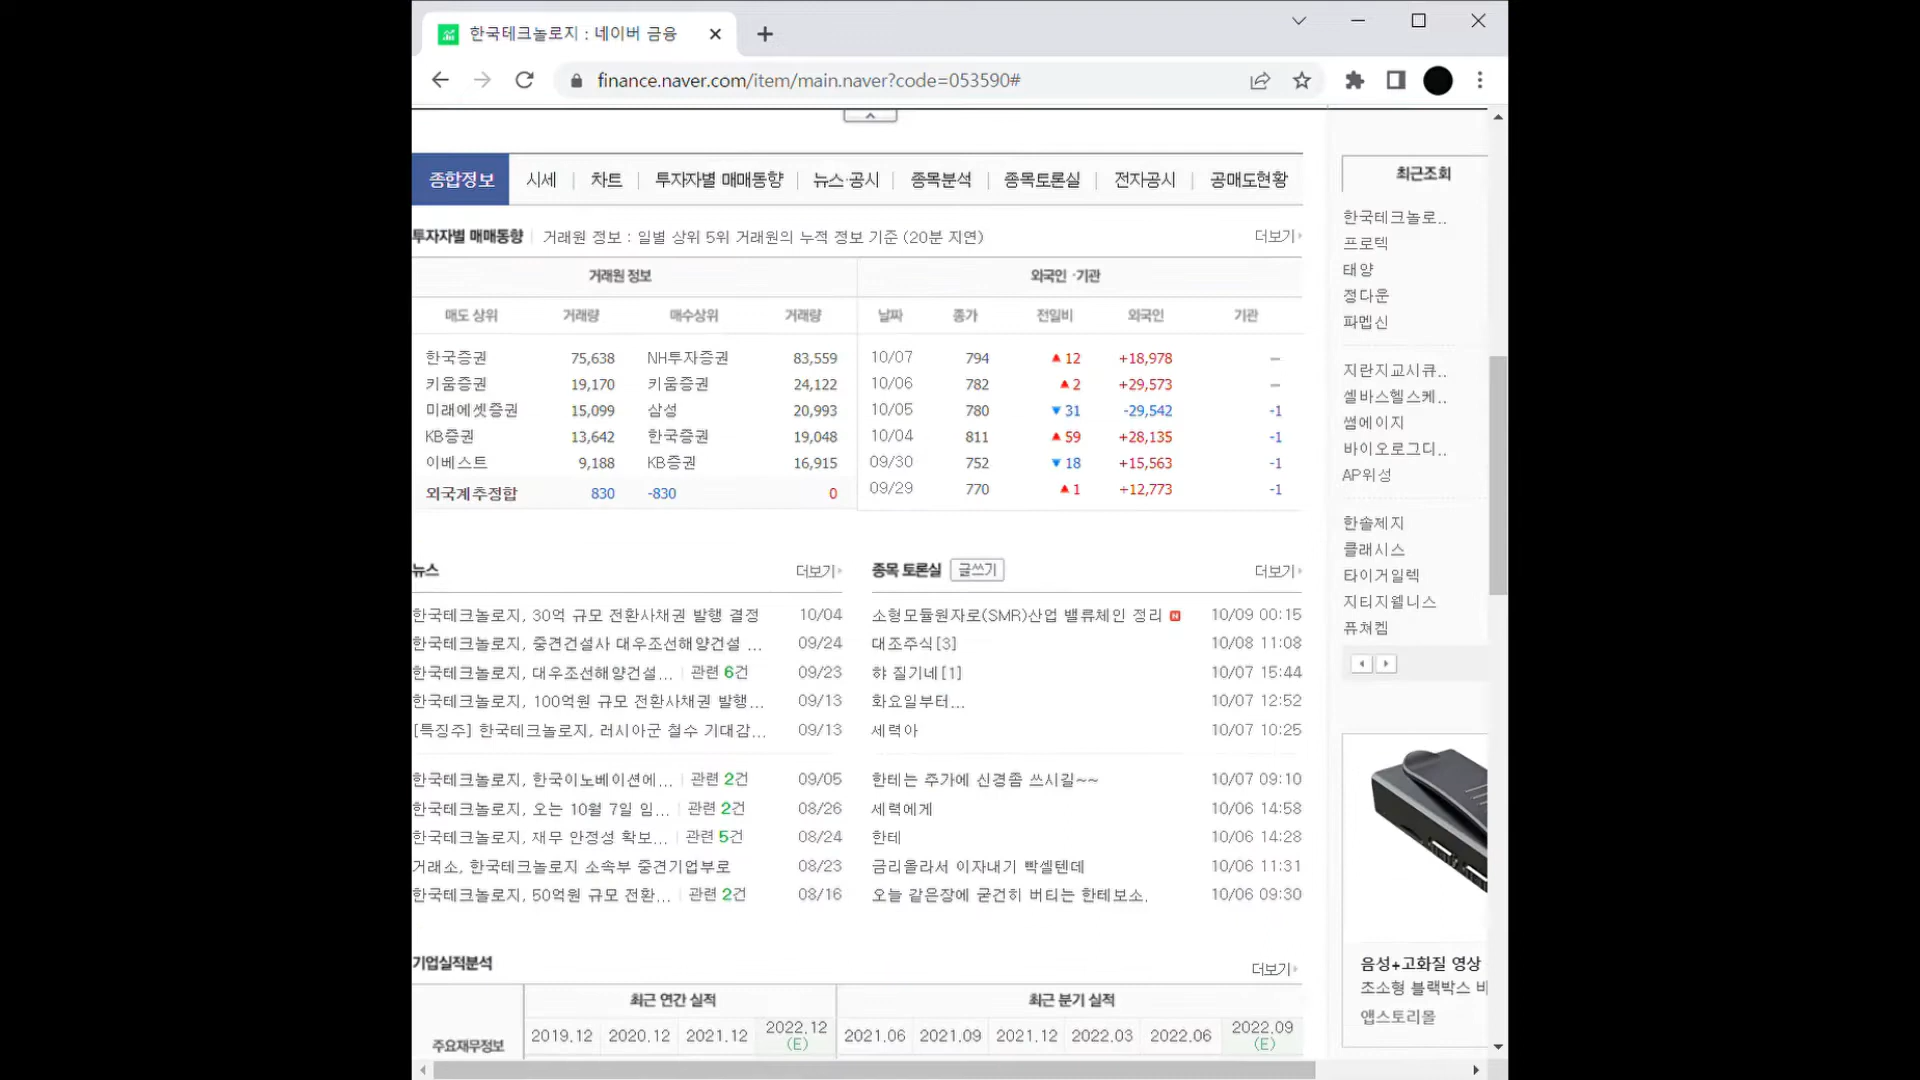 한국테크놀로지 : 네이버 금융
finance.naver.com/item/main.naver?code=053590#
종합정보 시세 차트 투자자별 매매동향 뉴스·공시 종목분석 종목토론실 전자공시 공매도현황
투자자별 매매동향 거래원 정보 : 일별 상위 5위 거래원의 누적 정보 기준 (20분 지연) 더보기
거래원 정보 외국인·기관
매도 상위 거래량 매수상위 거래량 날짜 종가 전일비 외국인 기관
한국증권 75,638 NH투자증권 83,559 10/07 794 ▲12 +18,978 –
키움증권 19,170 키움증권 24,122 10/06 782 ▲2 +29,573 –
미래에셋증권 15,099 삼성 20,993 10/05 780 ▼31 -29,542 -1
KB증권 13,642 한국증권 19,048 10/04 811 ▲59 +28,135 -1
이베스트 9,188 KB증권 16,915 09/30 752 ▼18 +15,563 -1
외국계추정합 830 -830 0 09/29 770 ▲1 +12,773 -1
뉴스 더보기
한국테크놀로지, 30억 규모 전환사채권 발행 결정 10/04
한국테크놀로지, 중견건설사 대우조선해양건설 ... 09/24
한국테크놀로지, 대우조선해양건설... 관련 6건 09/23
한국테크놀로지, 100억원 규모 전환사채권 발행... 09/13
[특징주] 한국테크놀로지, 러시아군 철수 기대감... 09/13
한국테크놀로지, 한국이노베이션에... 관련 2건 09/05
한국테크놀로지, 오는 10월 7일 임... 관련 2건 08/26
한국테크놀로지, 재무 안정성 확보... 관련 5건 08/24
거래소, 한국테크놀로지 소속부 중견기업부로 08/23
한국테크놀로지, 50억원 규모 전환... 관련 2건 08/16
종목 토론실 글쓰기 더보기
소형모듈원자로(SMR)산업 밸류체인 정리 N 10/09 00:15
대조주식[3] 10/08 11:08
햐 질기네[1] 10/07 15:44
화요일부터... 10/07 12:52
세력아 10/07 10:25
한테는 주가에 신경좀 쓰시길~~ 10/07 09:10
세력에게 10/06 14:58
한테 10/06 14:28
금리올라서 이자내기 빡셀텐데 10/06 11:31
오늘 같은장에 굳건히 버티는 한테보소. 10/06 09:30
기업실적분석 더보기
주요재무정보 최근 연간 실적 최근 분기 실적
2019.12 2020.12 2021.12 2022.12 (E) 2021.06 2021.09 2021.12 2022.03 2022.06 2022.09 (E)
최근조회
한국테크놀로..
프로텍
태양
정다운
파멥신
지란지교시큐..
셀바스헬스케..
썸에이지
바이오로그디..
AP위성
한솔제지
클래시스
타이거일렉
지티지웰니스
퓨쳐켐
음성+고화질 영상
초소형 블랙박스 바
앱스토리몰